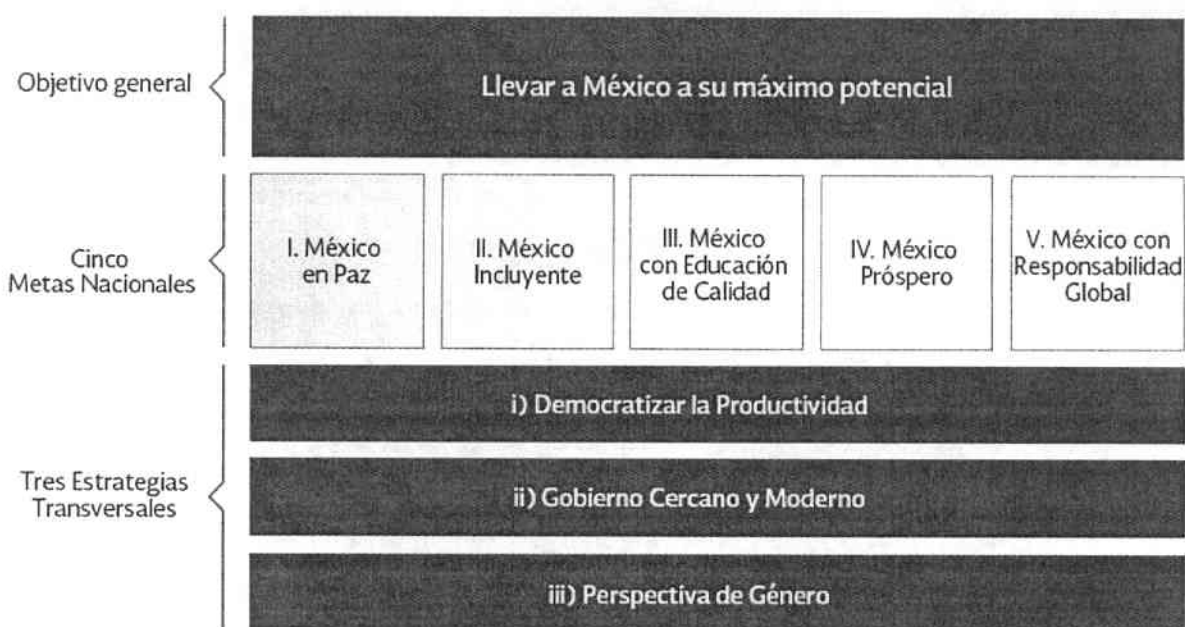 Objetivo general
Llevar a México a su máximo potencial
Cinco
Metas Nacionales
I. México
en Paz
II. México
Incluyente
III. México
con Educación
de Calidad
IV. México
Próspero
V. México con
Responsabilidad
Global
Tres Estrategias
Transversales
i) Democratizar la Productividad
ii) Gobierno Cercano y Moderno
iii) Perspectiva de Género